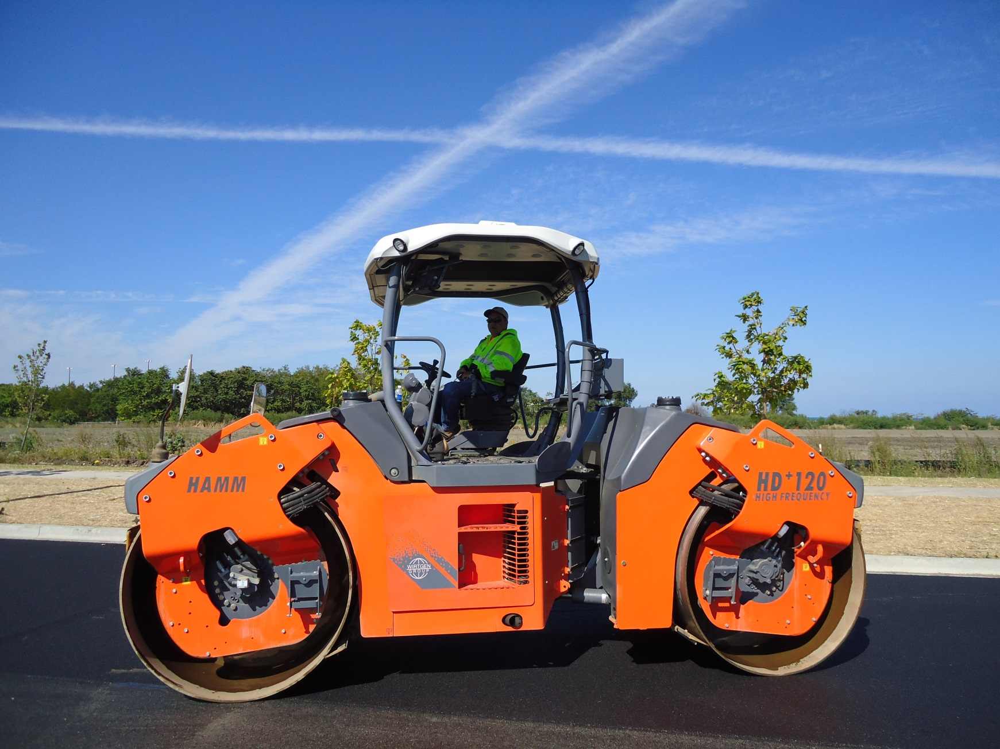 HAMM
HD+120
HIGH FREQUENCY
WIRTGEN
GROUP